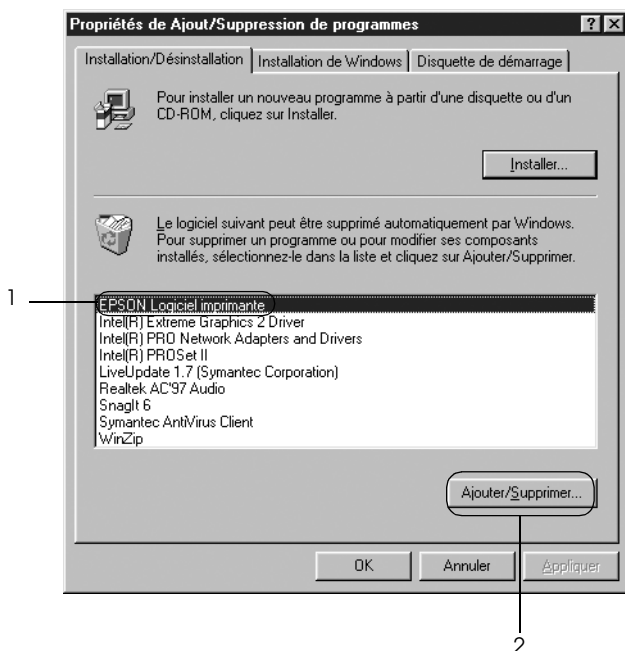 Propriétés de Ajout/Suppression de programmes
Installation/Désinstallation Installation de Windows Disquette de démarrage
Pour installer un nouveau programme à partir d'une disquette ou d'un
CD-ROM, cliquez sur Installer.
Installer...
Le logiciel suivant peut être supprimé automatiquement par Windows.
Pour supprimer un programme ou pour modifier ses composants
installés, sélectionnez-le dans la liste et cliquez sur Ajouter/Supprimer.
1
EPSON Logiciel imprimante
Intel(R) Extreme Graphics 2 Driver
Intel(R) PRO Network Adapters and Drivers
Intel(R) PROSet II
LiveUpdate 1.7 (Symantec Corporation)
Realtek AC'97 Audio
SnagIt 6
Symantec AntiVirus Client
WinZip
Ajouter/Supprimer...
OK Annuler Appliquer
2